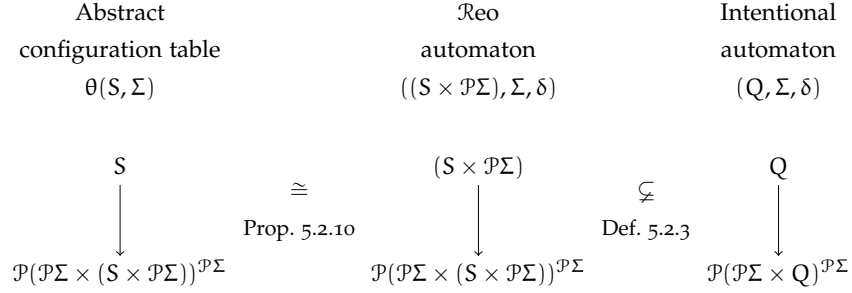 Abstract ℛeo Intentional
configuration table automaton automaton
θ(S, Σ) ((S × 𝒫Σ), Σ, δ) (Q, Σ, δ)
S ≅ (S × 𝒫Σ) ⊊ Q
Prop. 5.2.10 Def. 5.2.3
𝒫(𝒫Σ × (S × 𝒫Σ))^𝒫Σ 𝒫(𝒫Σ × (S × 𝒫Σ))^𝒫Σ 𝒫(𝒫Σ × Q)^𝒫Σ